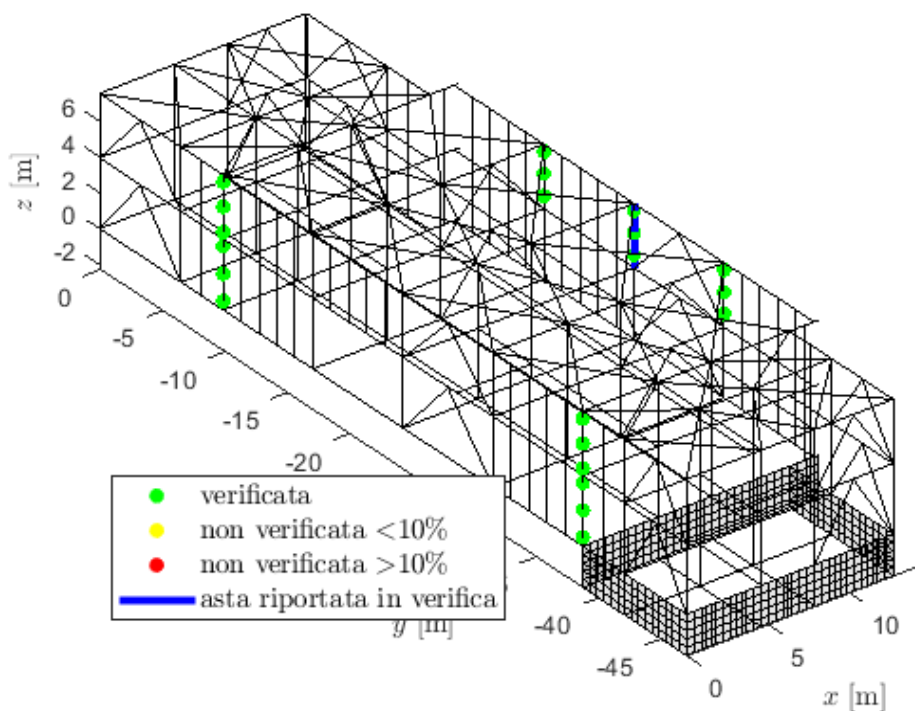 6
4
2
0
-2
z [m]
0
-5
-10
-15
-20
-40
-45
y [m]
0
5
10
x [m]
verificata
non verificata <10%
non verificata >10%
asta riportata in verifica